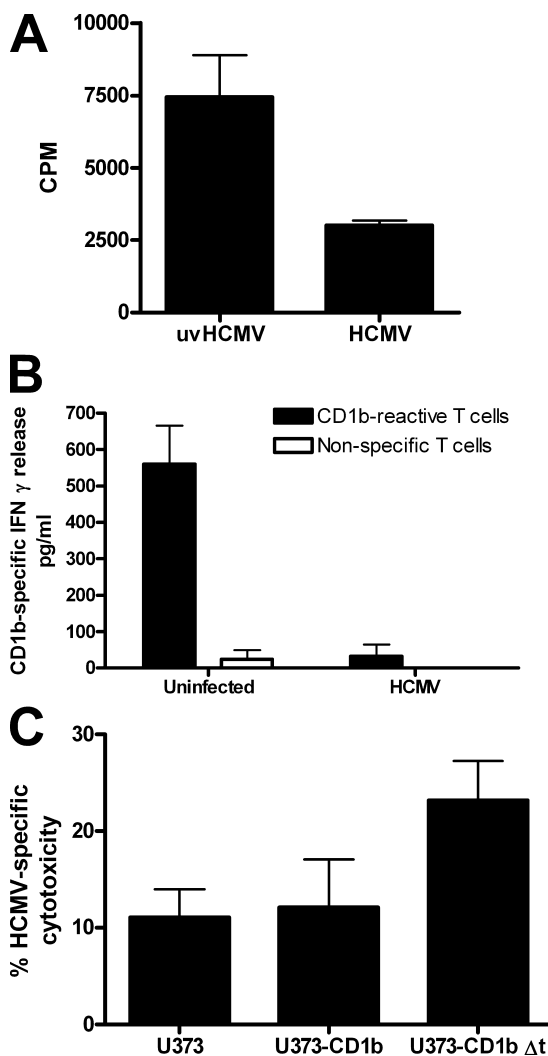 A
10000
7500
5000
2500
0
CPM
uvHCMV HCMV
B
700
600
500
400
300
200
100
0
CD1b-specific IFN γ release
pg/ml
CD1b-reactive T cells
Non-specific T cells
Uninfected HCMV
C
30
20
10
0
% HCMV-specific
cytotoxicity
U373 U373-CD1b U373-CD1b Δt